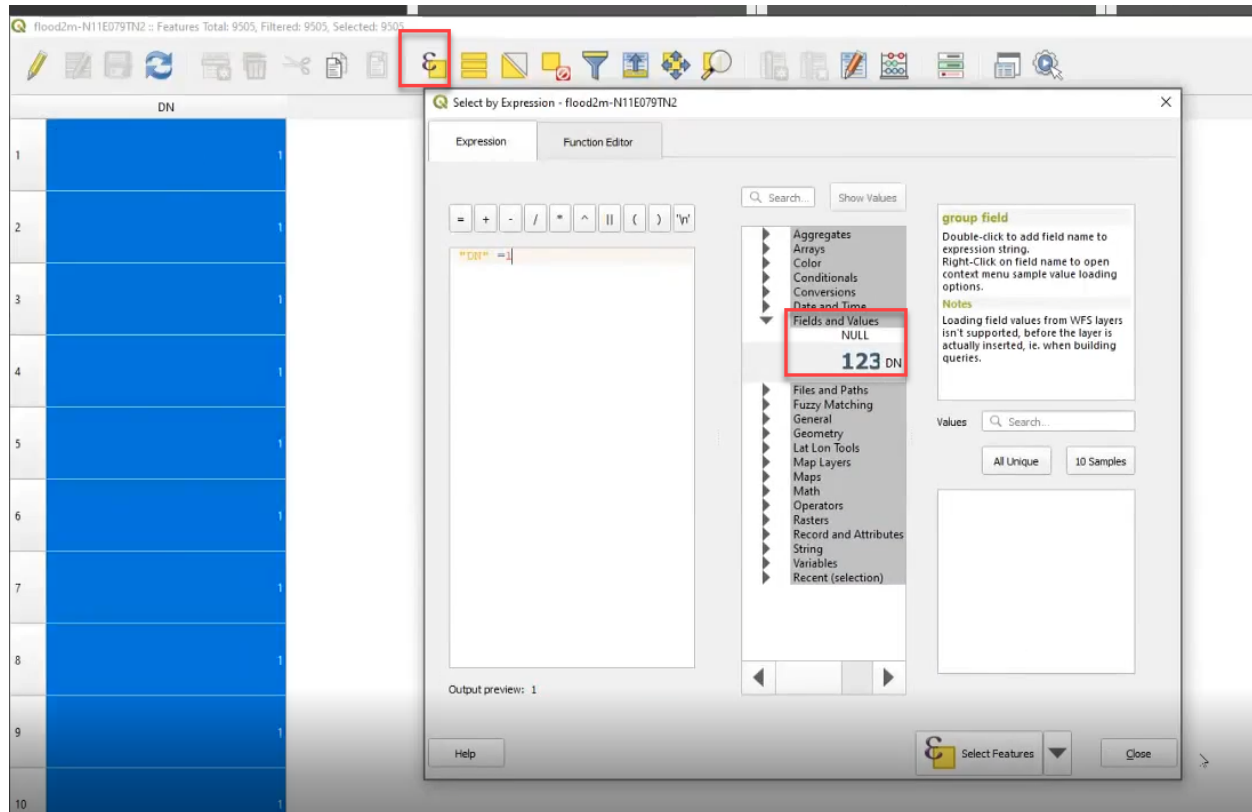 flood2m-N11E079TN2 :: Features Total: 9505, Filtered: 9505, Selected: 9505
DN
1 1
2 1
3 1
4 1
5 1
6 1
7 1
8 1
9 1
10 1
Select by Expression - flood2m-N11E079TN2
Expression
Function Editor
= + - / * ^ || ( ) '\n'
"DN" =1
Output preview: 1
Help
Search...
Show Values
Aggregates
Arrays
Color
Conditionals
Conversions
Date and Time
Fields and Values
NULL
123 DN
Files and Paths
Fuzzy Matching
General
Geometry
Lat Lon Tools
Map Layers
Maps
Math
Operators
Rasters
Record and Attributes
String
Variables
Recent (selection)
group field
Double-click to add field name to
expression string.
Right-Click on field name to open
context menu sample value loading
options.
Notes
Loading field values from WFS layers
isn't supported, before the layer is
actually inserted, ie. when building
queries.
Values
Search...
All Unique
10 Samples
Select Features
Close